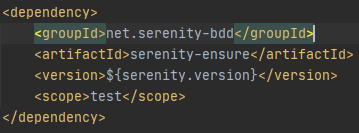 <dependency>
<groupId>net.serenity-bdd</groupId>
<artifactId>serenity-ensure</artifactId>
<version>${serenity.version}</version>
<scope>test</scope>
</dependency>